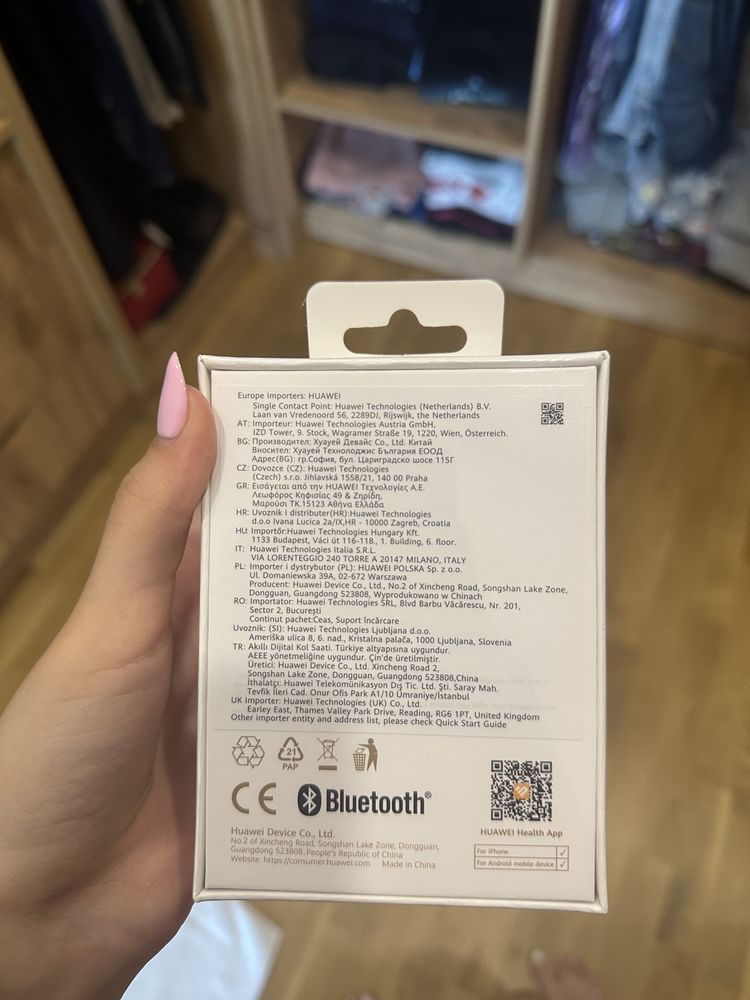 Europe Importers: HUAWEI
Single Contact Point: Huawei Technologies (Netherlands) B.V.
Laan van Vredenoord 56, 2289DJ, Rijswijk, the Netherlands
AT: Importeur: Huawei Technologies Austria GmbH,
IZD Tower, 9. Stock, Wagramer Straße 19, 1220, Wien, Österreich.
BG: Производител: Хуауей Девайс Co., Ltd. Китай
Вносител: Хуауей Технолоджис България ЕООД
Адрес(BG): гр.София, бул. Цариградско шосе 115Г
CZ: Dovozce (CZ): Huawei Technologies
(Czech) s.r.o. Jihlavská 1558/21, 140 00 Praha
GR: Εισάγεται από την HUAWEI Τεχνολογίες Α.Ε.
Λεωφόρος Κηφισίας 49 & Ζηρίδη,
Μαρούσι ΤΚ.15123 Αθήνα Ελλάδα
HR: Uvoznik i distributer(HR):Huawei Technologies
d.o.o Ivana Lucica 2a/IX,HR - 10000 Zagreb, Croatia
HU: Importőr:Huawei Technologies Hungary Kft.
1133 Budapest, Váci út 116-118., 1. Building, 6. floor.
IT: Huawei Technologies Italia S.R.L.
VIA LORENTEGGIO 240 TORRE A 20147 MILANO, ITALY
PL: Importer i dystrybutor (PL): HUAWEI POLSKA Sp. z o.o.
Ul. Domaniewska 39A, 02-672 Warszawa
Producent: Huawei Device Co., Ltd., No.2 of Xincheng Road, Songshan Lake Zone,
Dongguan, Guangdong 523808, Wyprodukowano w Chinach
RO: Importator: Huawei Technologies SRL, Blvd Barbu Văcărescu, Nr. 201,
Sector 2, București
Continut pachet:Ceas, Suport încărcare
Uvoznik: (SI): Huawei Technologies Ljubljana d.o.o.
Ameriška ulica 8, 6. nad., Kristalna palača, 1000 Ljubljana, Slovenia
TR: Akıllı Dijital Kol Saati. Türkiye altyapısına uygundur.
AEEE yönetmeliğine uygundur. Çin'de üretilmiştir.
Üretici: Huawei Device Co., Ltd. Xincheng Road 2,
Songshan Lake Zone, Dongguan, Guangdong 523808,China
İthalatçı: Huawei Telekomünikasyon Dış Tic. Ltd. Şti. Saray Mah.
Tevfik İleri Cad. Onur Ofis Park A1/10 Ümraniye/İstanbul
UK Importer: Huawei Technologies (UK) Co., Ltd.
Earley East, Thames Valley Park Drive, Reading, RG6 1PT, United Kingdom
Other importer entity and address list, please check Quick Start Guide
21
PAP
CE
Bluetooth®
HUAWEI Health App
For iPhone ✓
For Android mobile device ✓
Huawei Device Co., Ltd.
No.2 of Xincheng Road, Songshan Lake Zone, Dongguan,
Guangdong 523808,People's Republic of China
Website: https://consumer.huawei.com Made in China